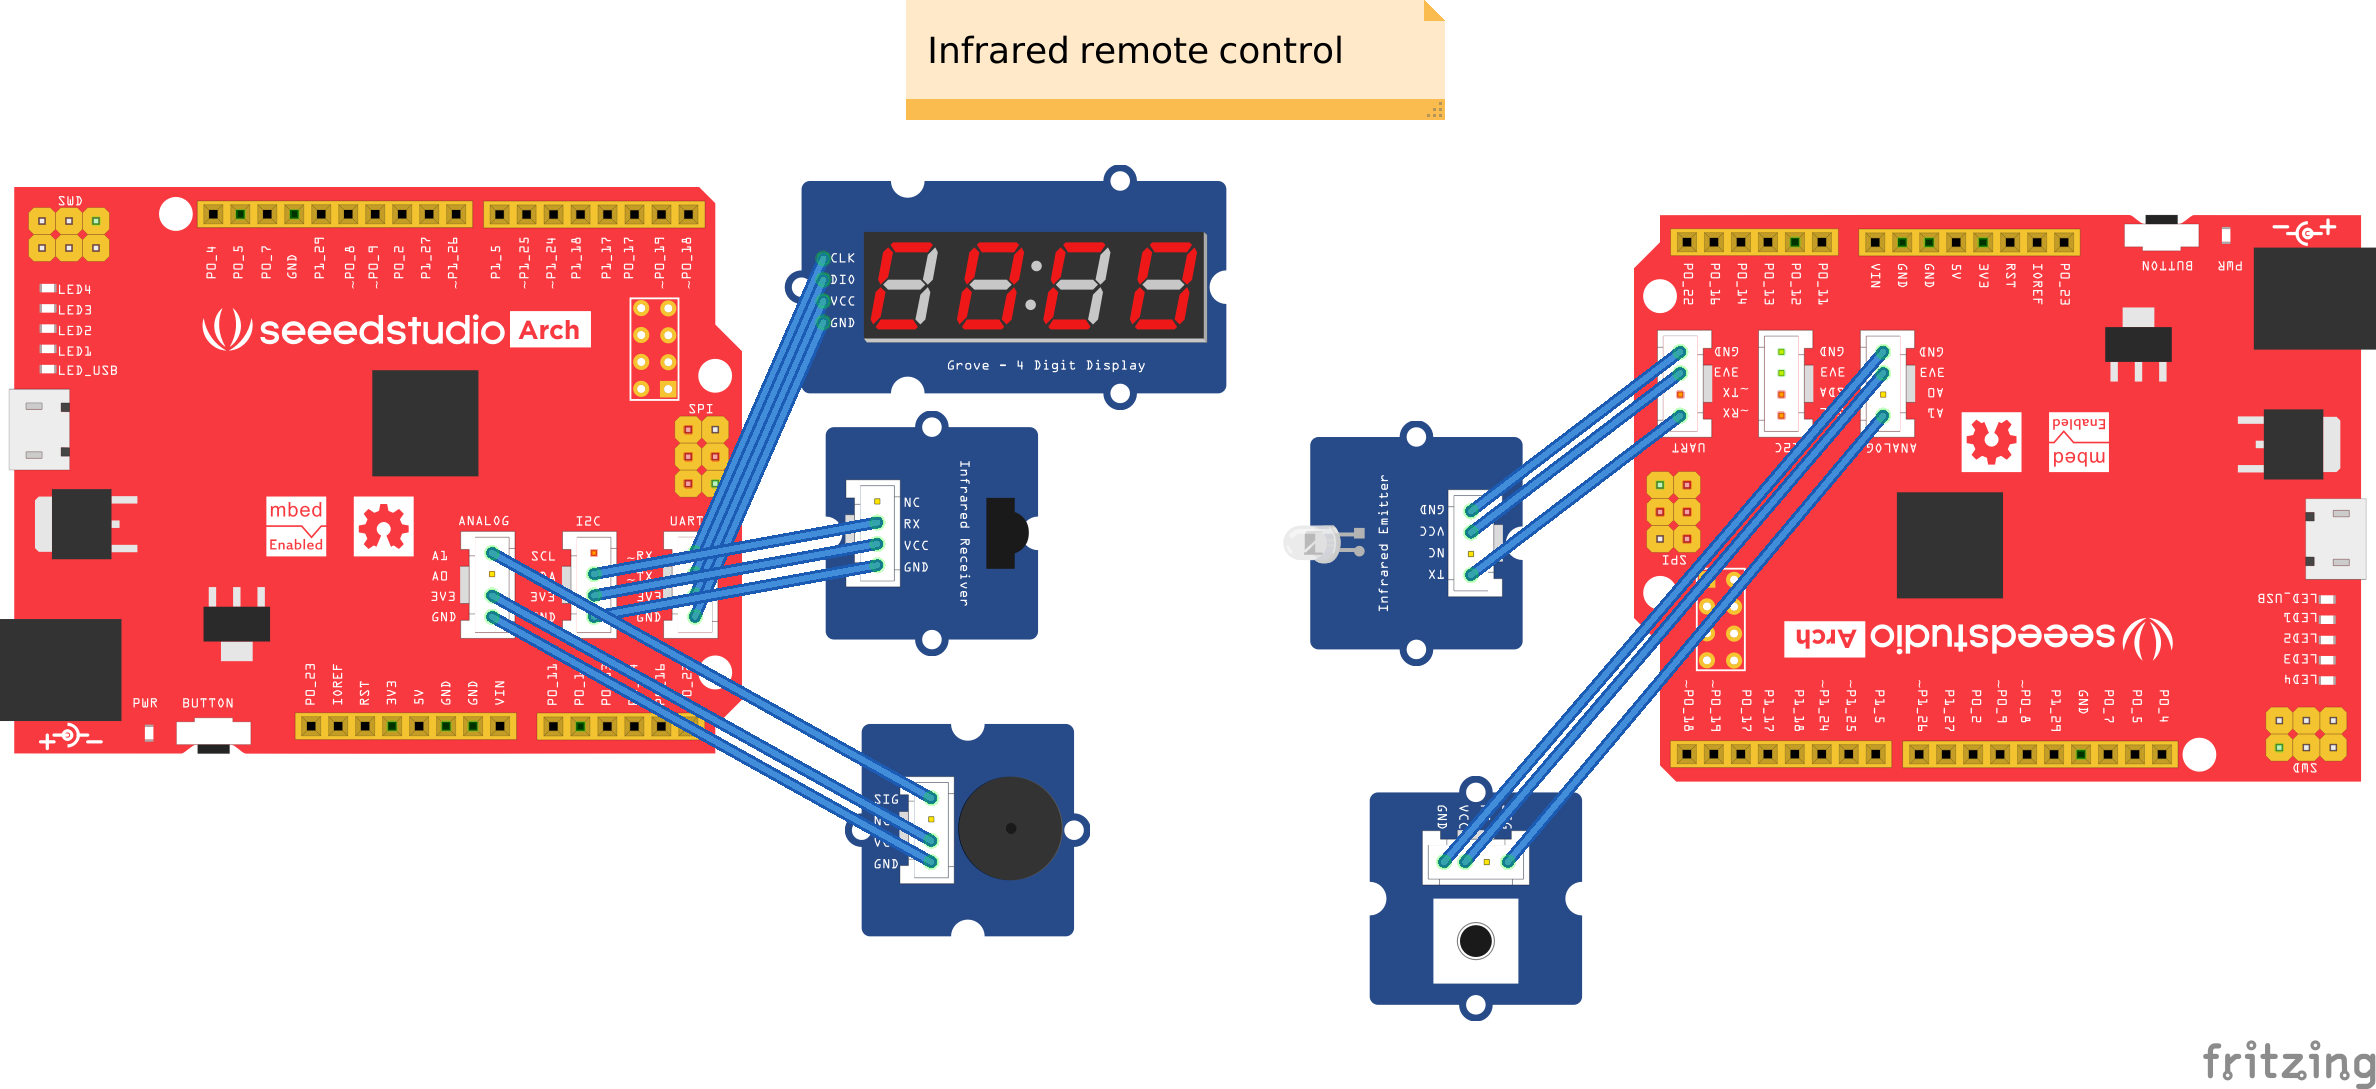 Infrared remote control
SWD
P0_4
P0_5
P0_7
GND
P1_29
~P0_8
~P0_9
P0_2
P1_27
~P1_26
P1_5
~P1_25
~P1_24
P1_18
P1_17
P0_17
~P0_19
~P0_18
LED4
LED3
LED2
LED1
LED_USB
seeedstudio Arch
SPI
mbed
Enabled
ANALOG
I2C
UART
A1
A0
3V3
GND
SCL
3V3
~RX
~TX
3V3
GND
P0_23
IOREF
RST
3V3
5V
GND
GND
VIN
P0_11
PWR
BUTTON
CLK
DIO
VCC
GND
Grove - 4 Digit Display
NC
RX
VCC
GND
Infrared Receiver
SIG
GND
Infrared Emitter
GND
VCC
NC
TX
GND
P0_22
P0_16
P0_14
P0_13
P0_12
P0_11
VIN
GND
GND
5V
3V3
RST
IOREF
P0_23
BUTTON
PWR
GND
3V3
~TX
~RX
UART
GND
3V3
GND
3V3
A0
A1
ANALOG
mbed
Enabled
SPI
seeedstudio Arch
LED_USB
LED1
LED2
LED3
LED4
~P0_18
~P0_19
P0_17
P1_17
P1_18
~P1_24
~P1_25
P1_5
~P1_26
P1_27
P0_2
~P0_9
~P0_8
P1_29
GND
P0_7
P0_5
P0_4
SWD
fritzing